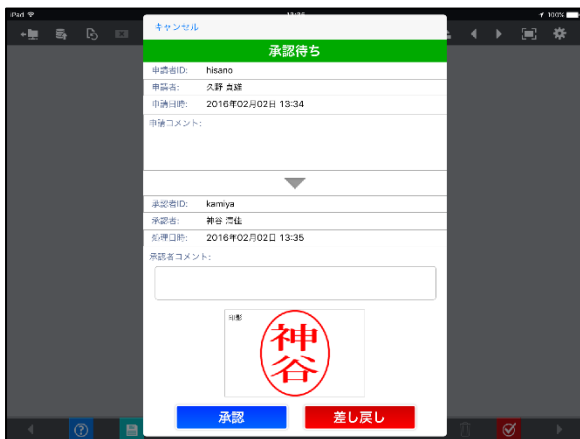 iPad
13:35
100%
キャンセル
承認待ち
申請者ID: hisano
申請者: 久野 真雄
申請日時: 2016年02月02日 13:34
申請コメント:
承認者ID: kamiya
承認者: 神谷
処理日時: 2016年02月02日 13:35
承認者コメント:
印影
神谷
承認
差し戻し